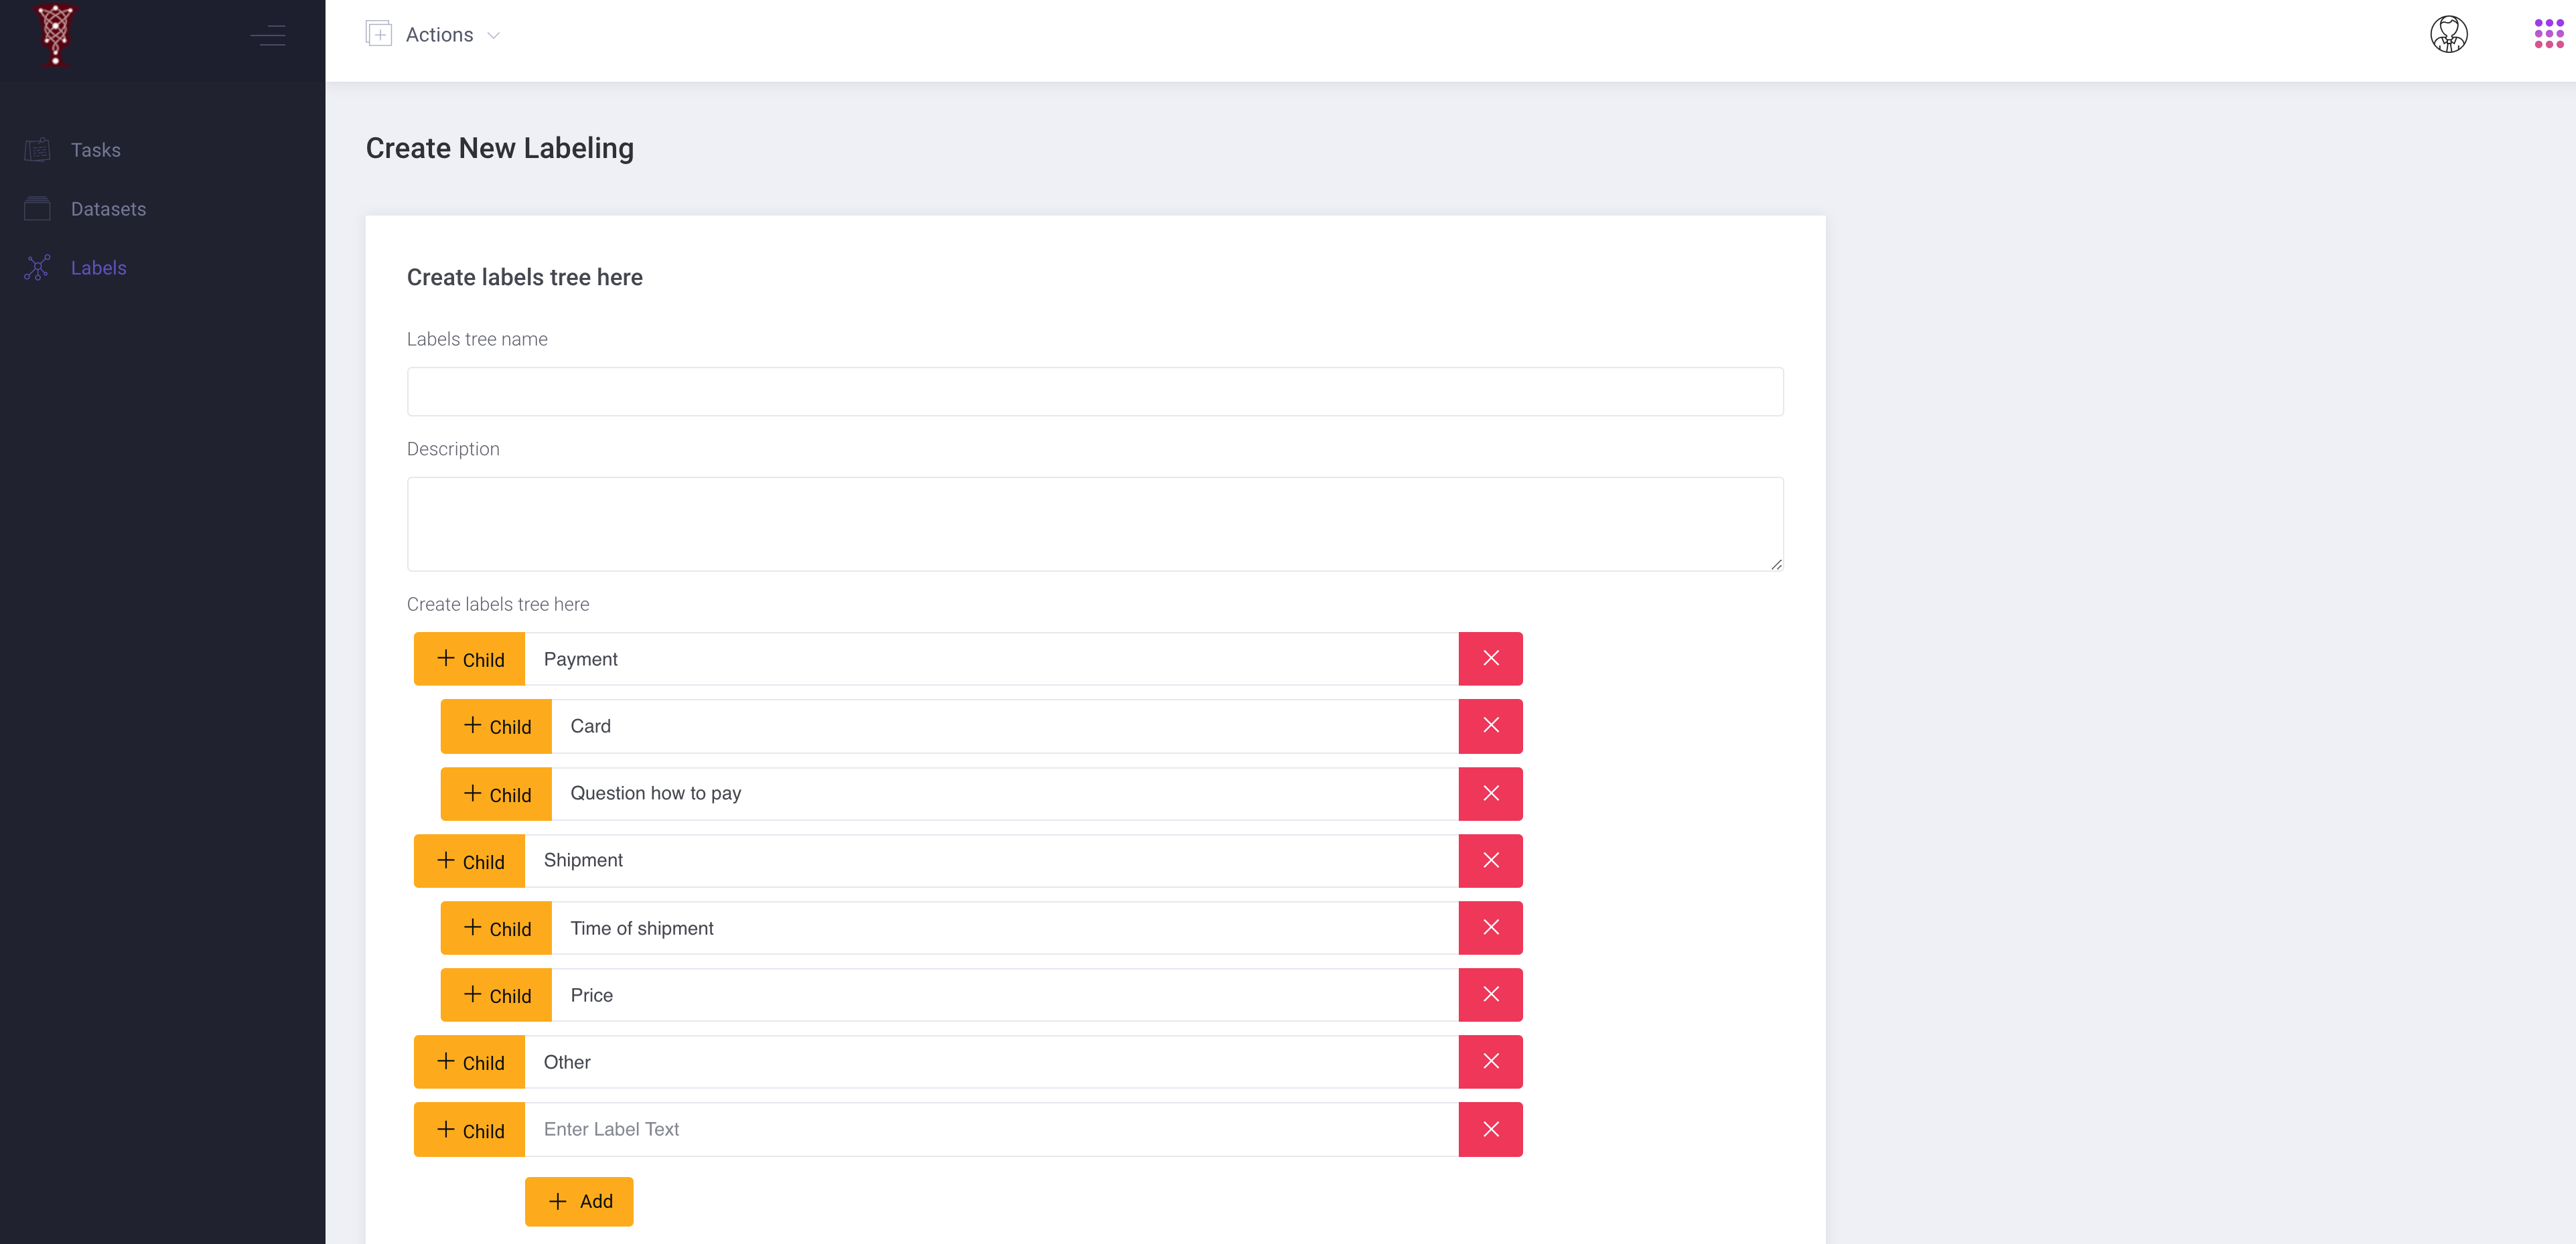 Actions
Tasks
Datasets
Labels
Create New Labeling
Create labels tree here
Labels tree name
Description
Create labels tree here
Child Payment
Child Card
Child Question how to pay
Child Shipment
Child Time of shipment
Child Price
Child Other
Child Enter Label Text
Add